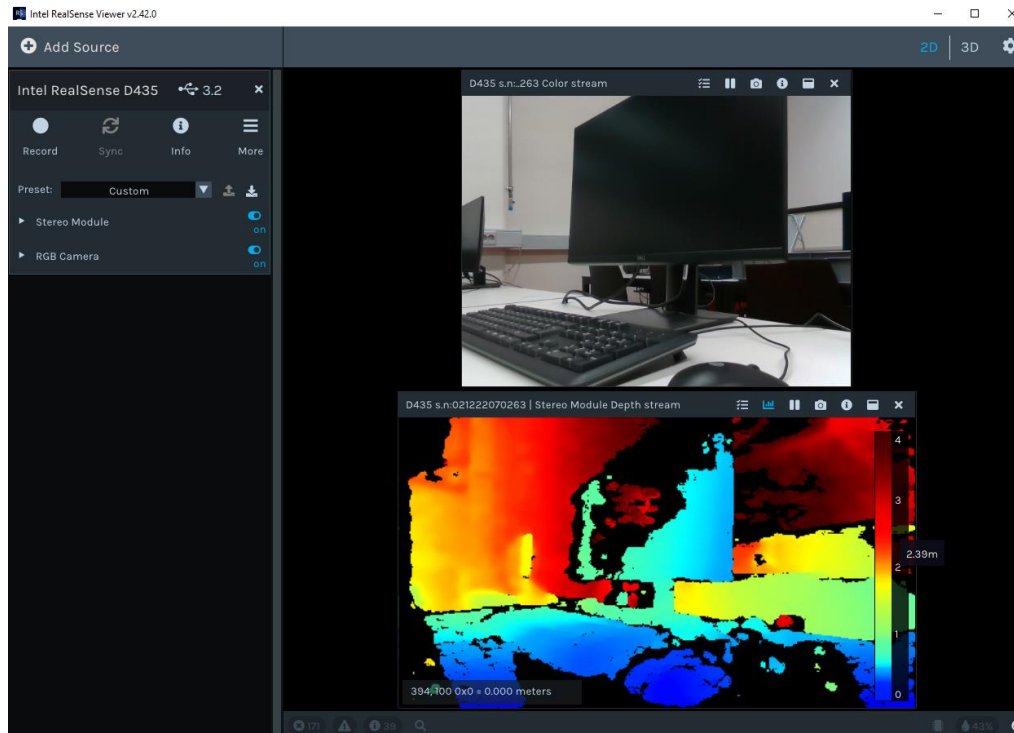 Intel RealSense Viewer v2.42.0
Add Source
2D | 3D
Intel RealSense D435 3.2
Record Sync Info More
Preset: Custom
Stereo Module on
RGB Camera on
D435 s.n:..263 Color stream
DELL
D435 s.n:021222070263 | Stereo Module Depth stream
4
3
2.39m
2
1
0
394,100 0x0 = 0.000 meters
171 39 43%